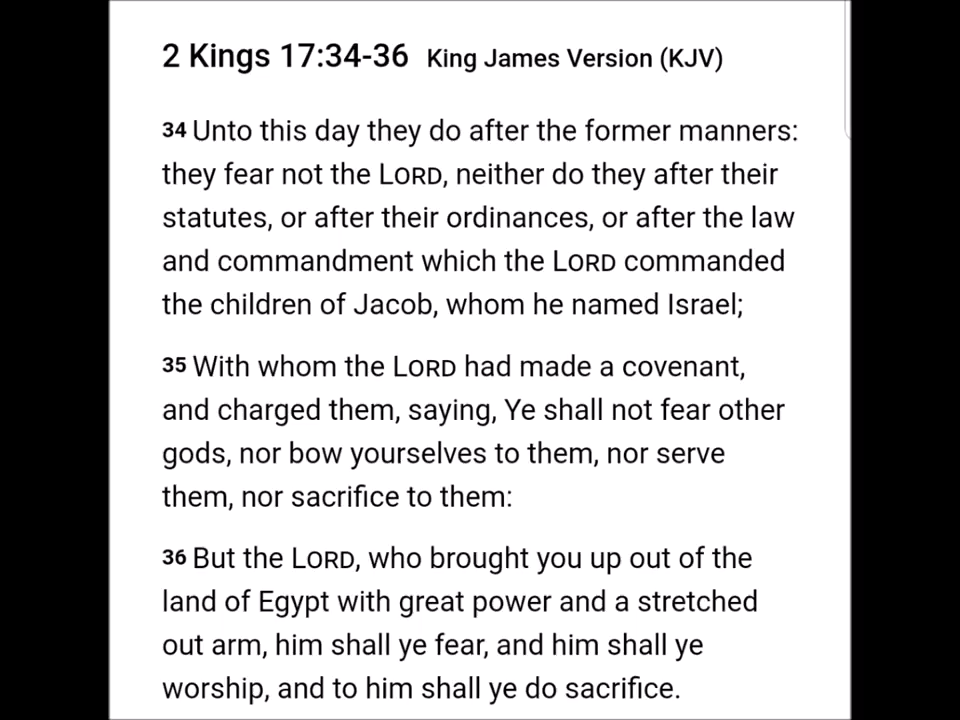 2 Kings 17:34-36 King James Version (KJV)
34 Unto this day they do after the former manners:
they fear not the LORD, neither do they after their
statutes, or after their ordinances, or after the law
and commandment which the LORD commanded
the children of Jacob, whom he named Israel;
35 With whom the LORD had made a covenant,
and charged them, saying, Ye shall not fear other
gods, nor bow yourselves to them, nor serve
them, nor sacrifice to them:
36 But the LORD, who brought you up out of the
land of Egypt with great power and a stretched
out arm, him shall ye fear, and him shall ye
worship, and to him shall ye do sacrifice.